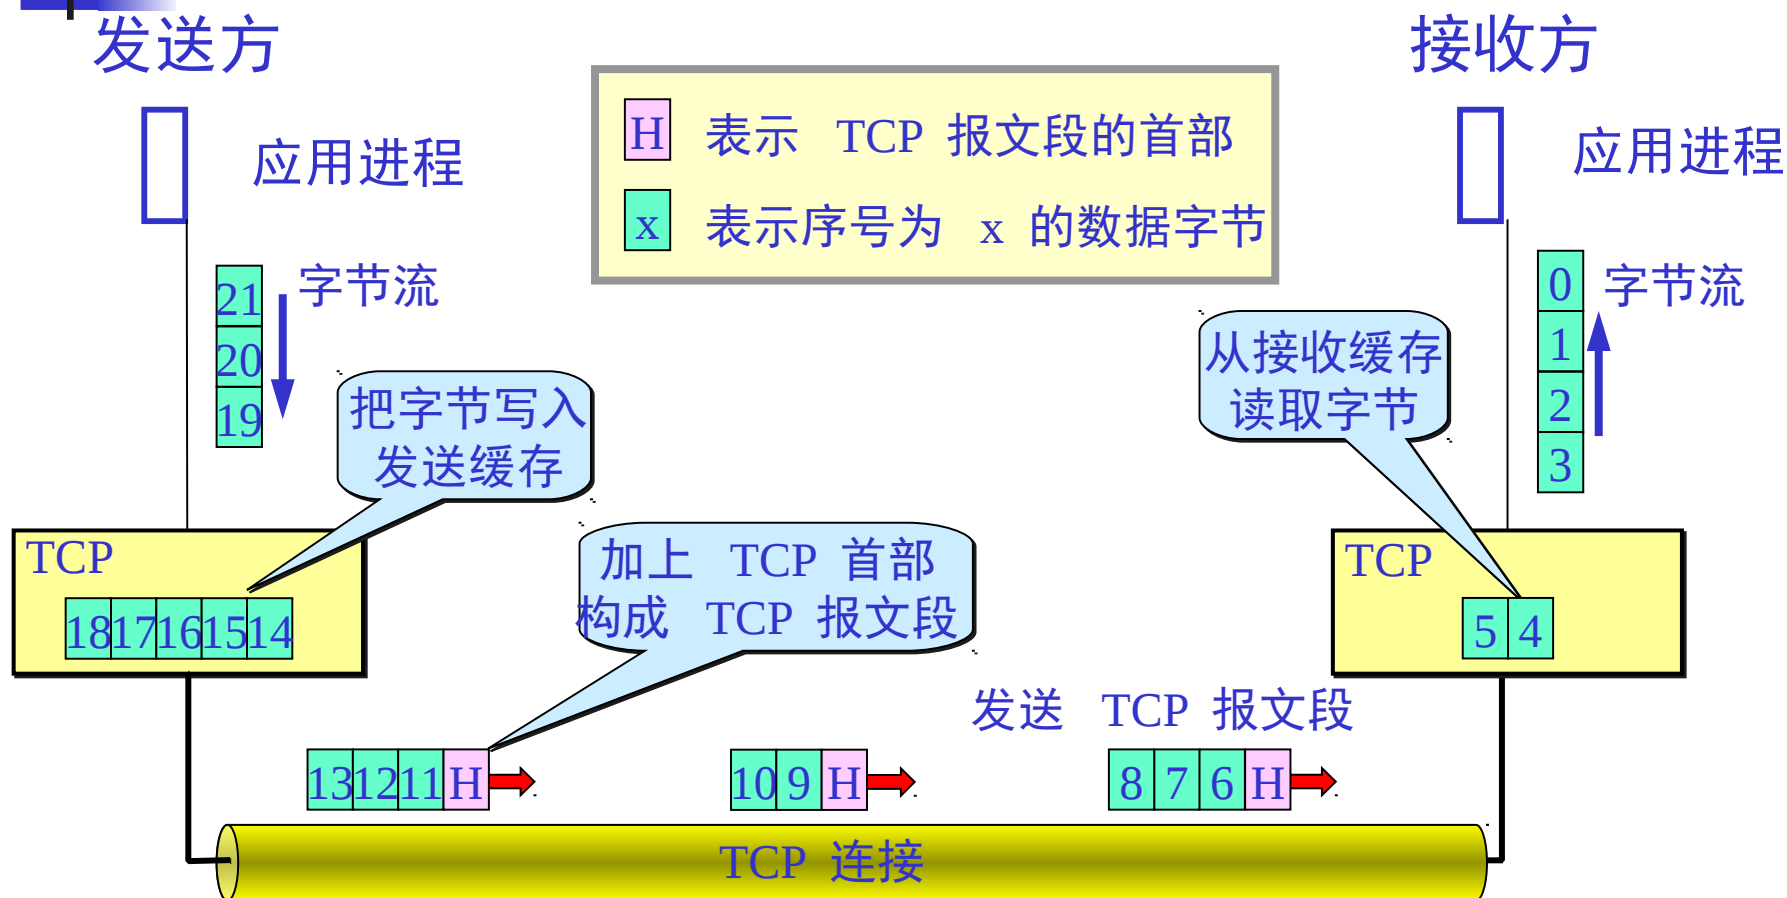 发送方
接收方
H 表示 TCP 报文段的首部
x 表示序号为 x 的数据字节
应用进程
应用进程
字节流
21
20
19
字节流
0
1
2
3
把字节写入
发送缓存
从接收缓存
读取字节
TCP
18 17 16 15 14
加上 TCP 首部
构成 TCP 报文段
TCP
5 4
发送 TCP 报文段
13 12 11 H
10 9 H
8 7 6 H
TCP 连接